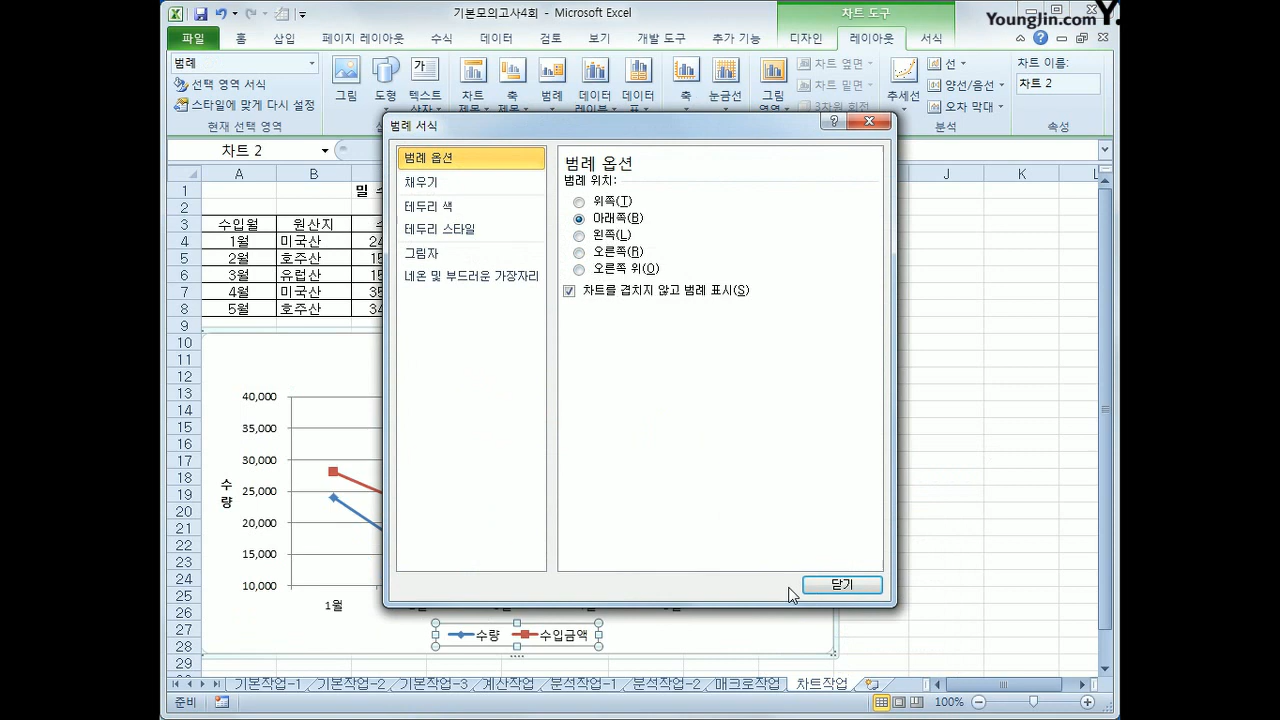 기본모의고사4회 - Microsoft Excel
차트 도구
YoungJin.com Y.
파일 홈 삽입 페이지 레이아웃 수식 데이터 검토 보기 개발 도구 추가 기능 디자인 레이아웃 서식
범례
선택 영역 서식
스타일에 맞게 다시 설정
현재 선택 영역
그림 도형 텍스트
차트 축 범례 데이터 데이터 축 눈금선 그림
차트 옆면
차트 밑면
3차원 회전
추세선
선
양선/음선
오차 막대
분석
차트 이름:
차트 2
속성
차트 2
A B J K L
1 밀
2
3 수입월 원산지
4 1월 미국산 24
5 2월 호주산 15
6 3월 유럽산 15
7 4월 미국산 35
8 5월 호주산 34
9
10
11
12
13
14
15
16
17
18
19
20
21
22
23
24
25
26
27
28
29
40,000
35,000
30,000
25,000
20,000
15,000
10,000
수량
1월
수량 수입금액
범례 서식
범례 옵션
채우기
테두리 색
테두리 스타일
그림자
네온 및 부드러운 가장자리
범례 옵션
범례 위치:
위쪽(T)
아래쪽(B)
왼쪽(L)
오른쪽(R)
오른쪽 위(O)
차트를 겹치지 않고 범례 표시(S)
닫기
기본작업-1 기본작업-2 기본작업-3 계산작업 분석작업-1 분석작업-2 매크로작업 차트작업
준비
100%